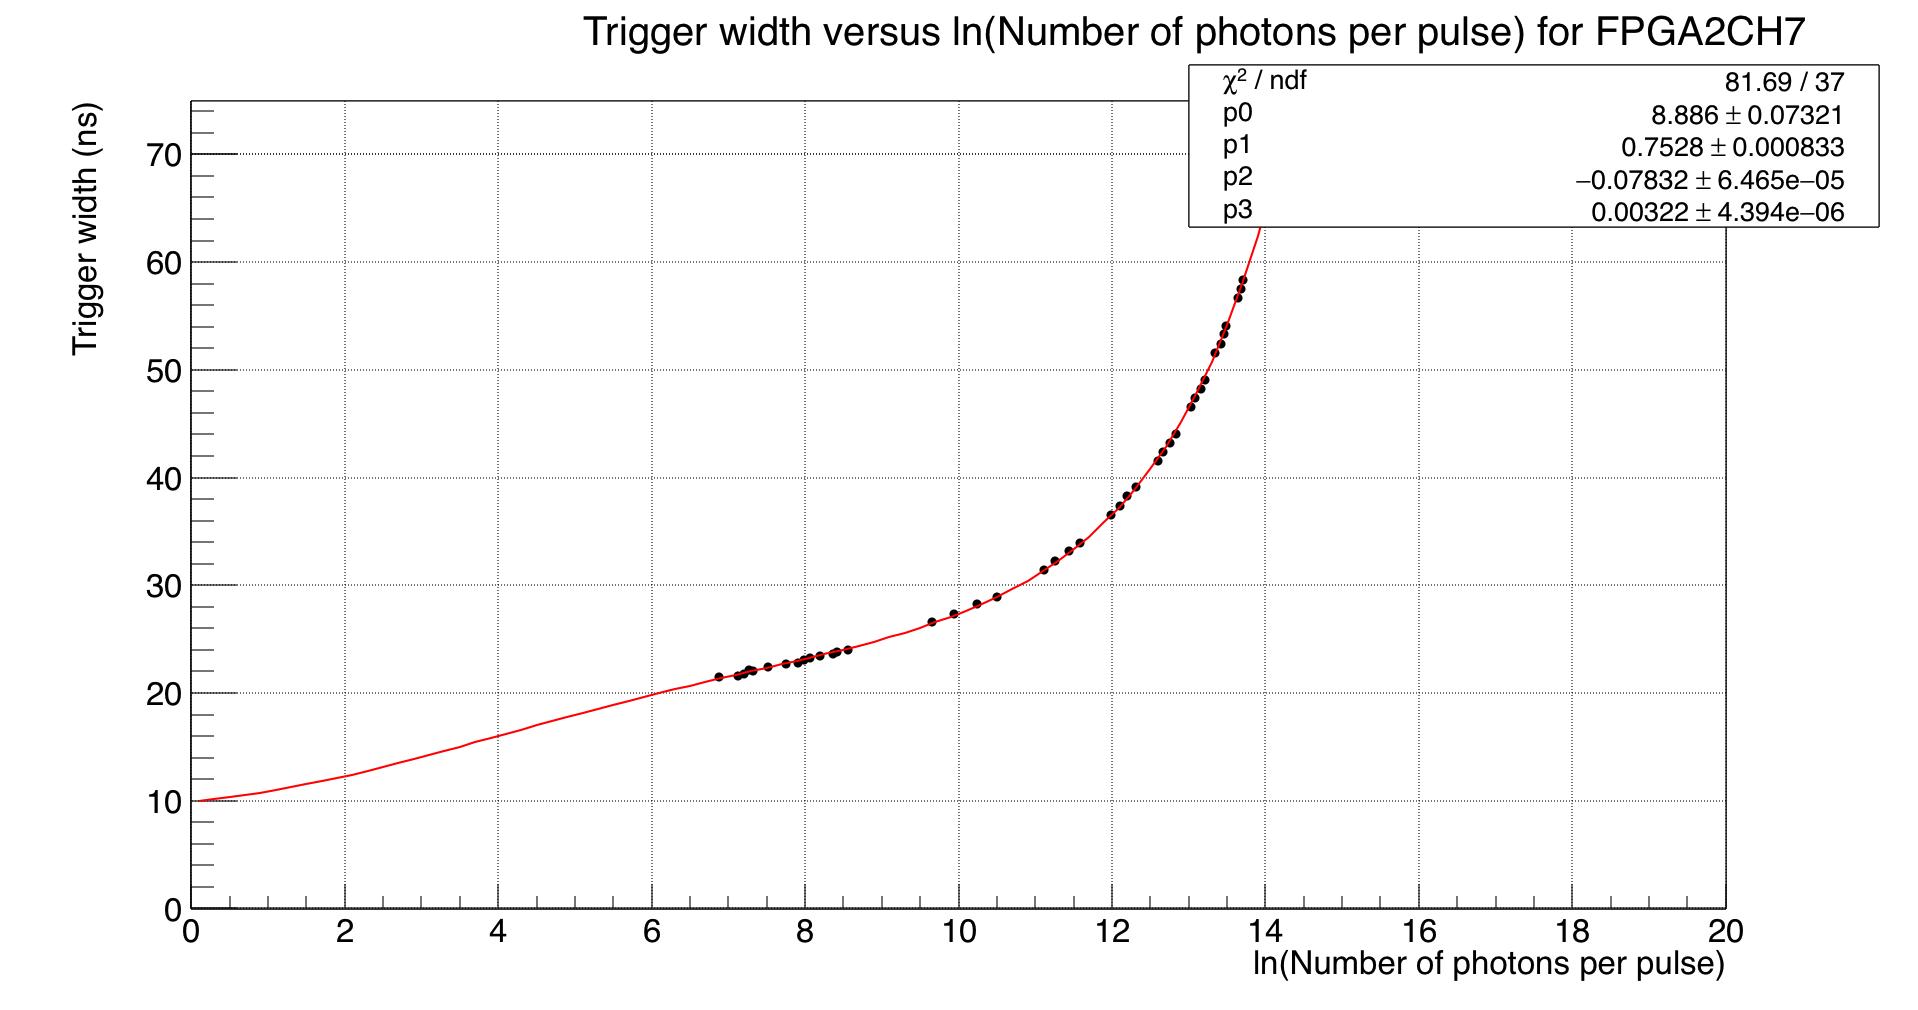 Trigger width versus ln(Number of photons per pulse) for FPGA2CH7
χ² / ndf 81.69 / 37
p0 8.886 ± 0.07321
p1 0.7528 ± 0.000833
p2 −0.07832 ± 6.465e−05
p3 0.00322 ± 4.394e−06
Trigger width (ns)
70
60
50
40
30
20
10
0
0 2 4 6 8 10 12 14 16 18 20
ln(Number of photons per pulse)